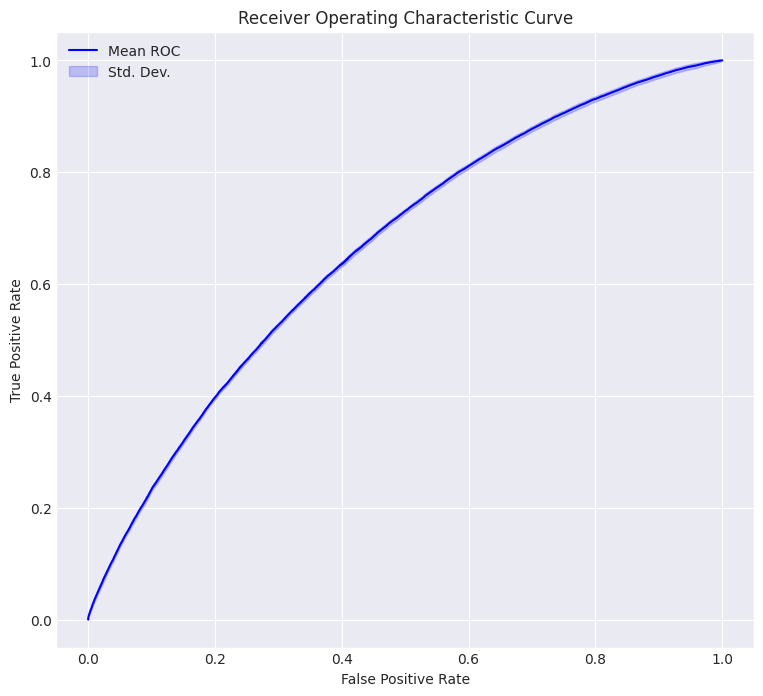 Receiver Operating Characteristic Curve
Mean ROC
Std. Dev.
1.0
0.8
0.6
0.4
0.2
0.0
True Positive Rate
0.0 0.2 0.4 0.6 0.8 1.0
False Positive Rate